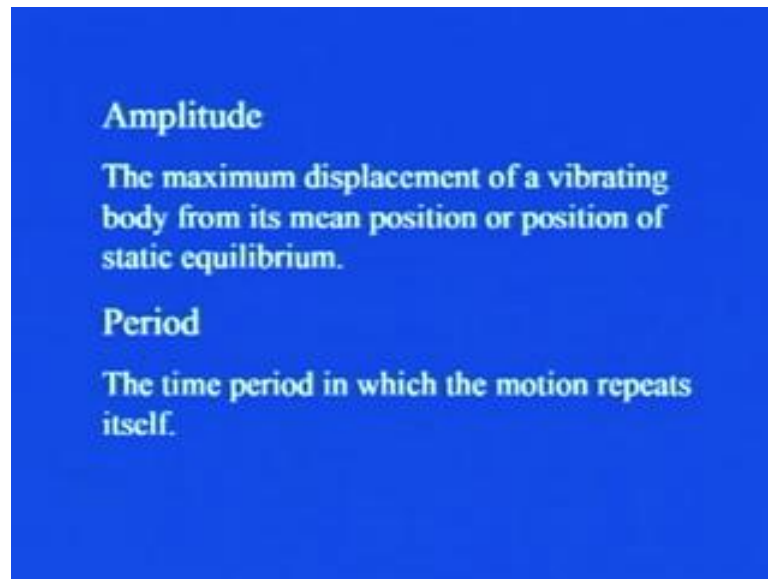 Amplitude
The maximum displacement of a vibrating
body from its mean position or position of
static equilibrium.
Period
The time period in which the motion repeats
itself.